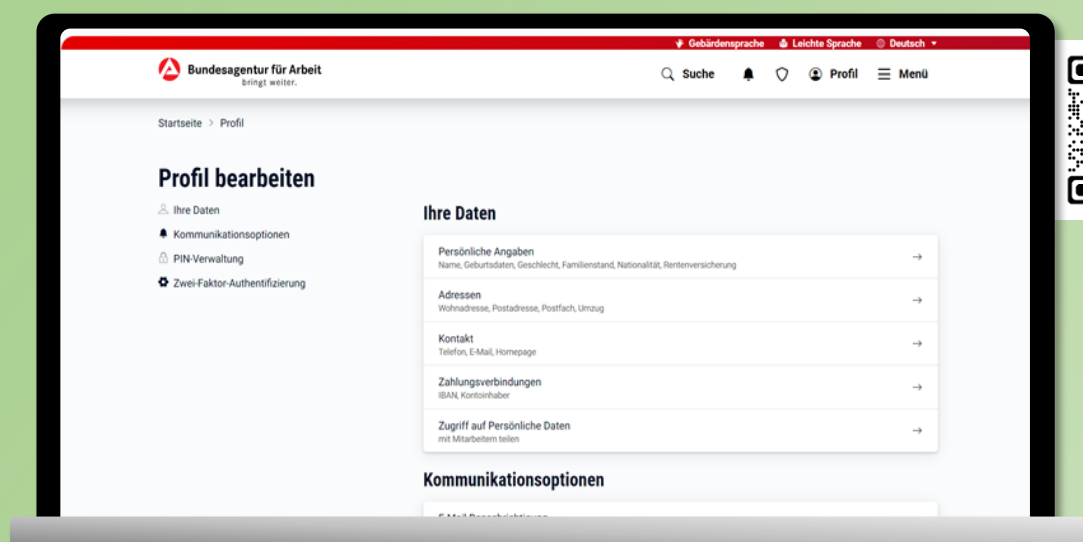 Gebärdensprache Leichte Sprache Deutsch
Bundesagentur für Arbeit
bringt weiter.
Suche Profil Menü
Startseite > Profil
Profil bearbeiten
Ihre Daten
Kommunikationsoptionen
PIN-Verwaltung
Zwei-Faktor-Authentifizierung
Ihre Daten
Persönliche Angaben
Name, Geburtsdaten, Geschlecht, Familienstand, Nationalität, Rentenversicherung
Adressen
Wohnadresse, Postadresse, Postfach, Umzug
Kontakt
Telefon, E-Mail, Homepage
Zahlungsverbindungen
IBAN, Kontoinhaber
Zugriff auf Persönliche Daten
mit Mitarbeitern teilen
Kommunikationsoptionen